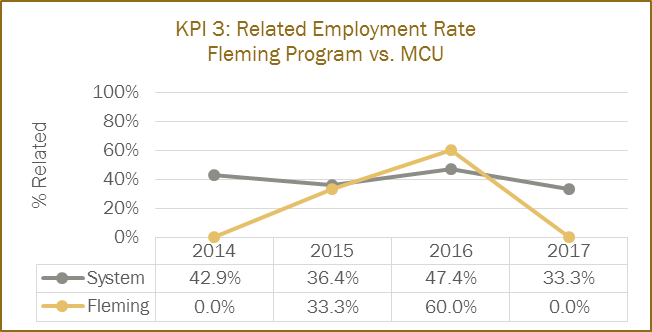 KPI 3: Related Employment Rate
Fleming Program vs. MCU
% Related
100%
80%
60%
40%
20%
0%
2014 2015 2016 2017
System 42.9% 36.4% 47.4% 33.3%
Fleming 0.0% 33.3% 60.0% 0.0%